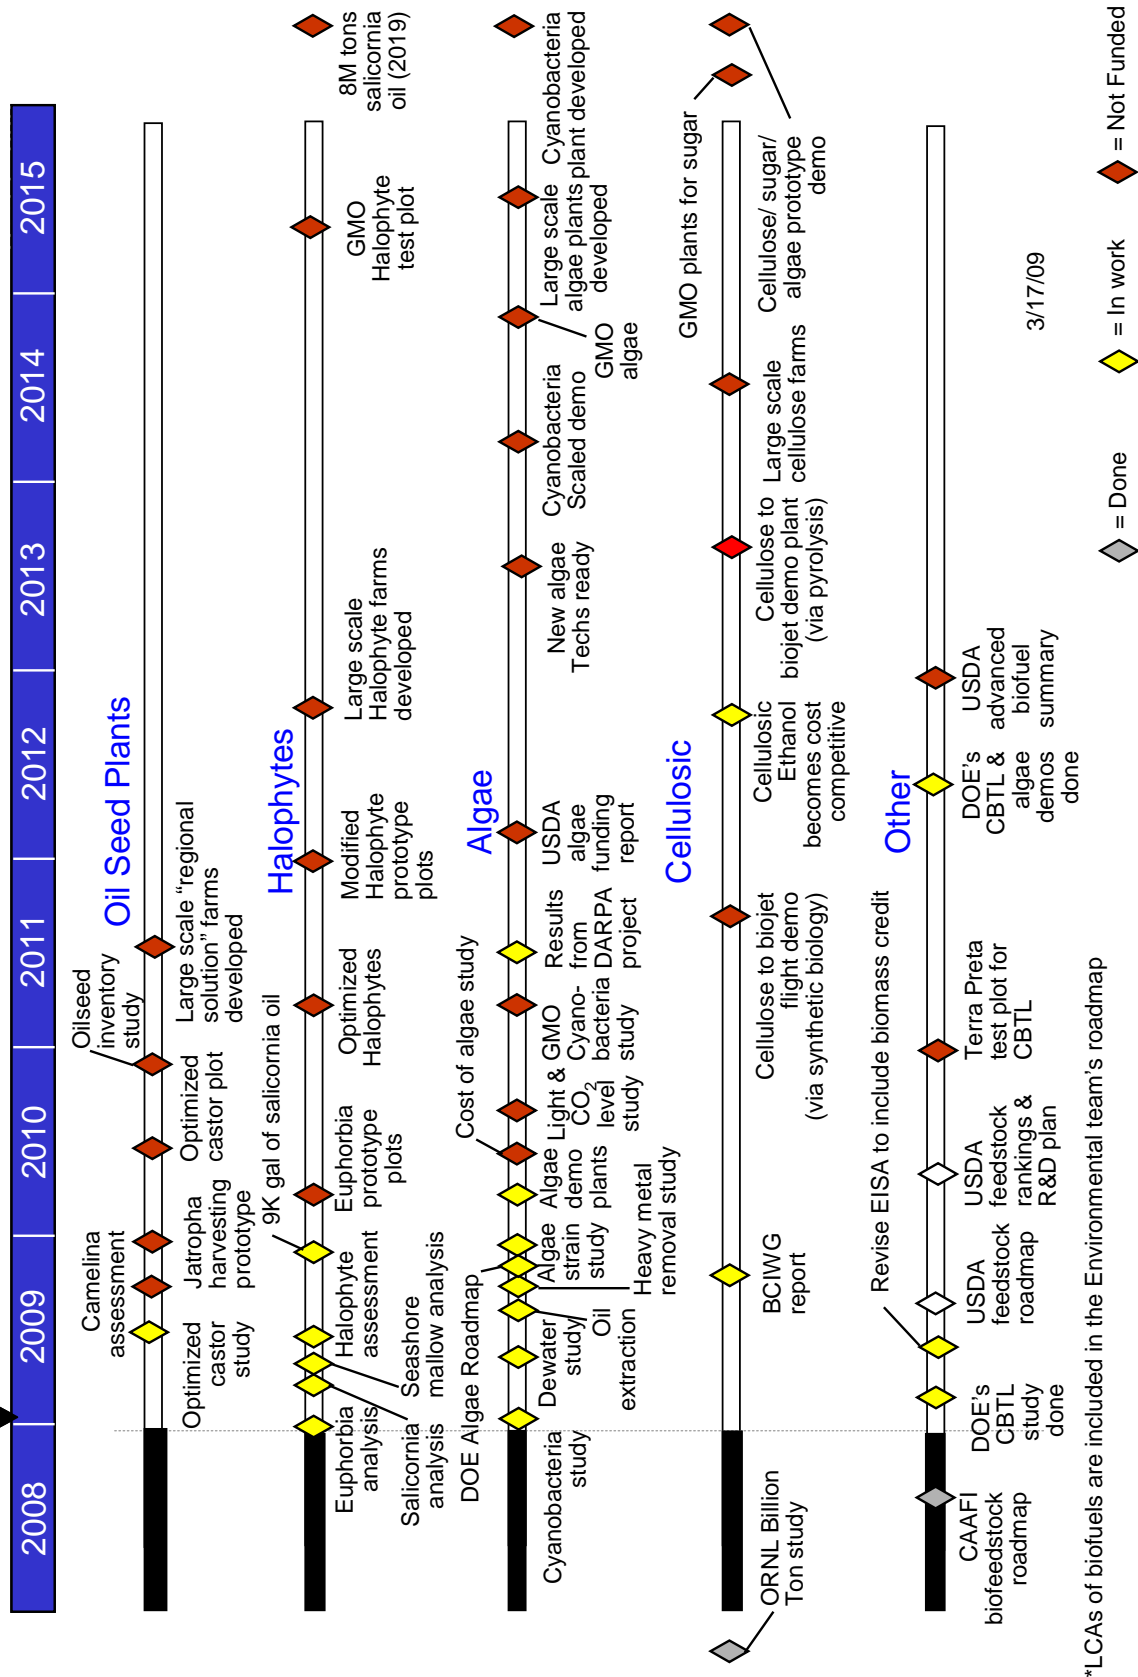 2008
2009
2010
2011
2012
2013
2014
2015
Oil Seed Plants
Optimized
castor
study
Camelina
assessment
Jatropha
harvesting
prototype
Optimized
castor plot
Oilseed
inventory
study
Large scale “regional
solution” farms
developed
Halophytes
Euphorbia
analysis
Salicornia
analysis
Seashore
mallow analysis
Halophyte
assessment
9K gal of salicornia oil
Euphorbia
prototype
plots
Optimized
Halophytes
Modified
Halophyte
prototype
plots
Large scale
Halophyte farms
developed
GMO
Halophyte
test plot
8M tons
salicornia
oil (2019)
Algae
Cyanobacteria
study
DOE Algae Roadmap
Dewater
study
Oil
extraction
Algae
strain
study
Heavy metal
removal study
Algae
demo
plants
Cost of algae study
Light &
CO2
level
study
GMO
Cyano-
bacteria
study
Results
from
DARPA
project
USDA
algae
funding
report
New algae
Techs ready
Cyanobacteria
Scaled demo
GMO
algae
Large scale
algae plants
developed
Cyanobacteria
plant developed
Cellulosic
ORNL Billion
Ton study
BCIWG
report
Cellulose to biojet
flight demo
(via synthetic biology)
Cellulosic
Ethanol
becomes cost
competitive
Cellulose to
biojet demo plant
(via pyrolysis)
Large scale
cellulose farms
GMO plants for sugar
Cellulose/ sugar/
algae prototype
demo
Other
CAAFI
biofeedstock
roadmap
DOE’s
CBTL
study
done
Revise EISA to include biomass credit
USDA
feedstock
roadmap
USDA
feedstock
rankings &
R&D plan
Terra Preta
test plot for
CBTL
DOE’s
CBTL &
algae
demos
done
USDA
advanced
biofuel
summary
3/17/09
*LCAs of biofuels are included in the Environmental team’s roadmap
= Done
= In work
= Not Funded